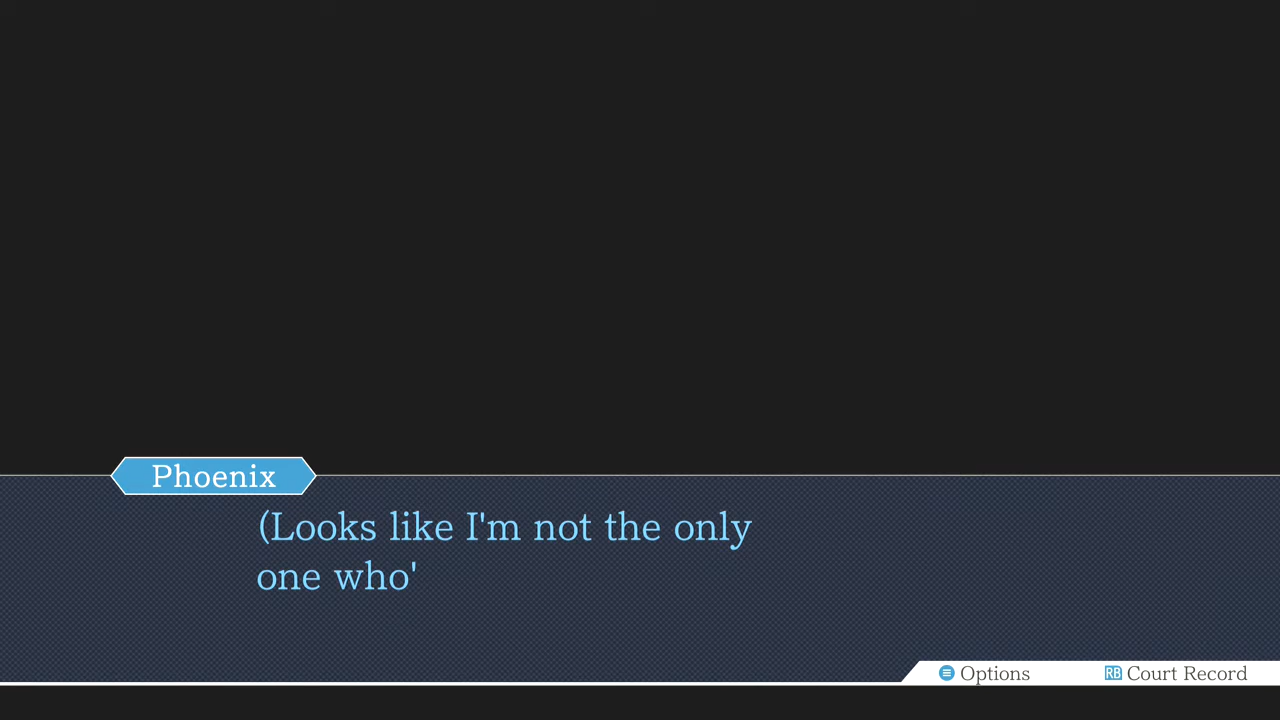 Phoenix
(Looks like I'm not the only
one who'
Options
RB Court Record